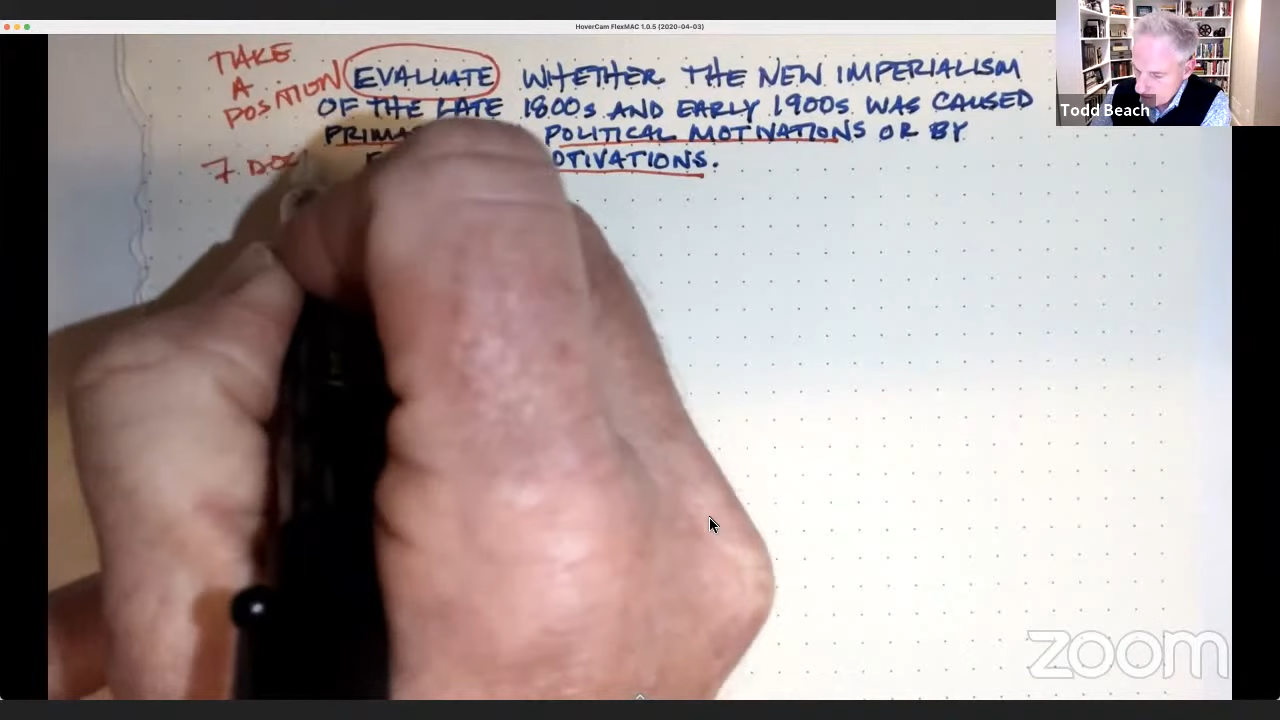 HoverCam FlexMAC 1.0.5 (2020-04-03)
TAKE
A
POSITION
EVALUATE WHETHER THE NEW IMPERIALISM
OF THE LATE 1800s AND EARLY 1900s WAS CAUSED
POLITICAL MOTIVATIONS OR BY
7
Todd Beach
zoom